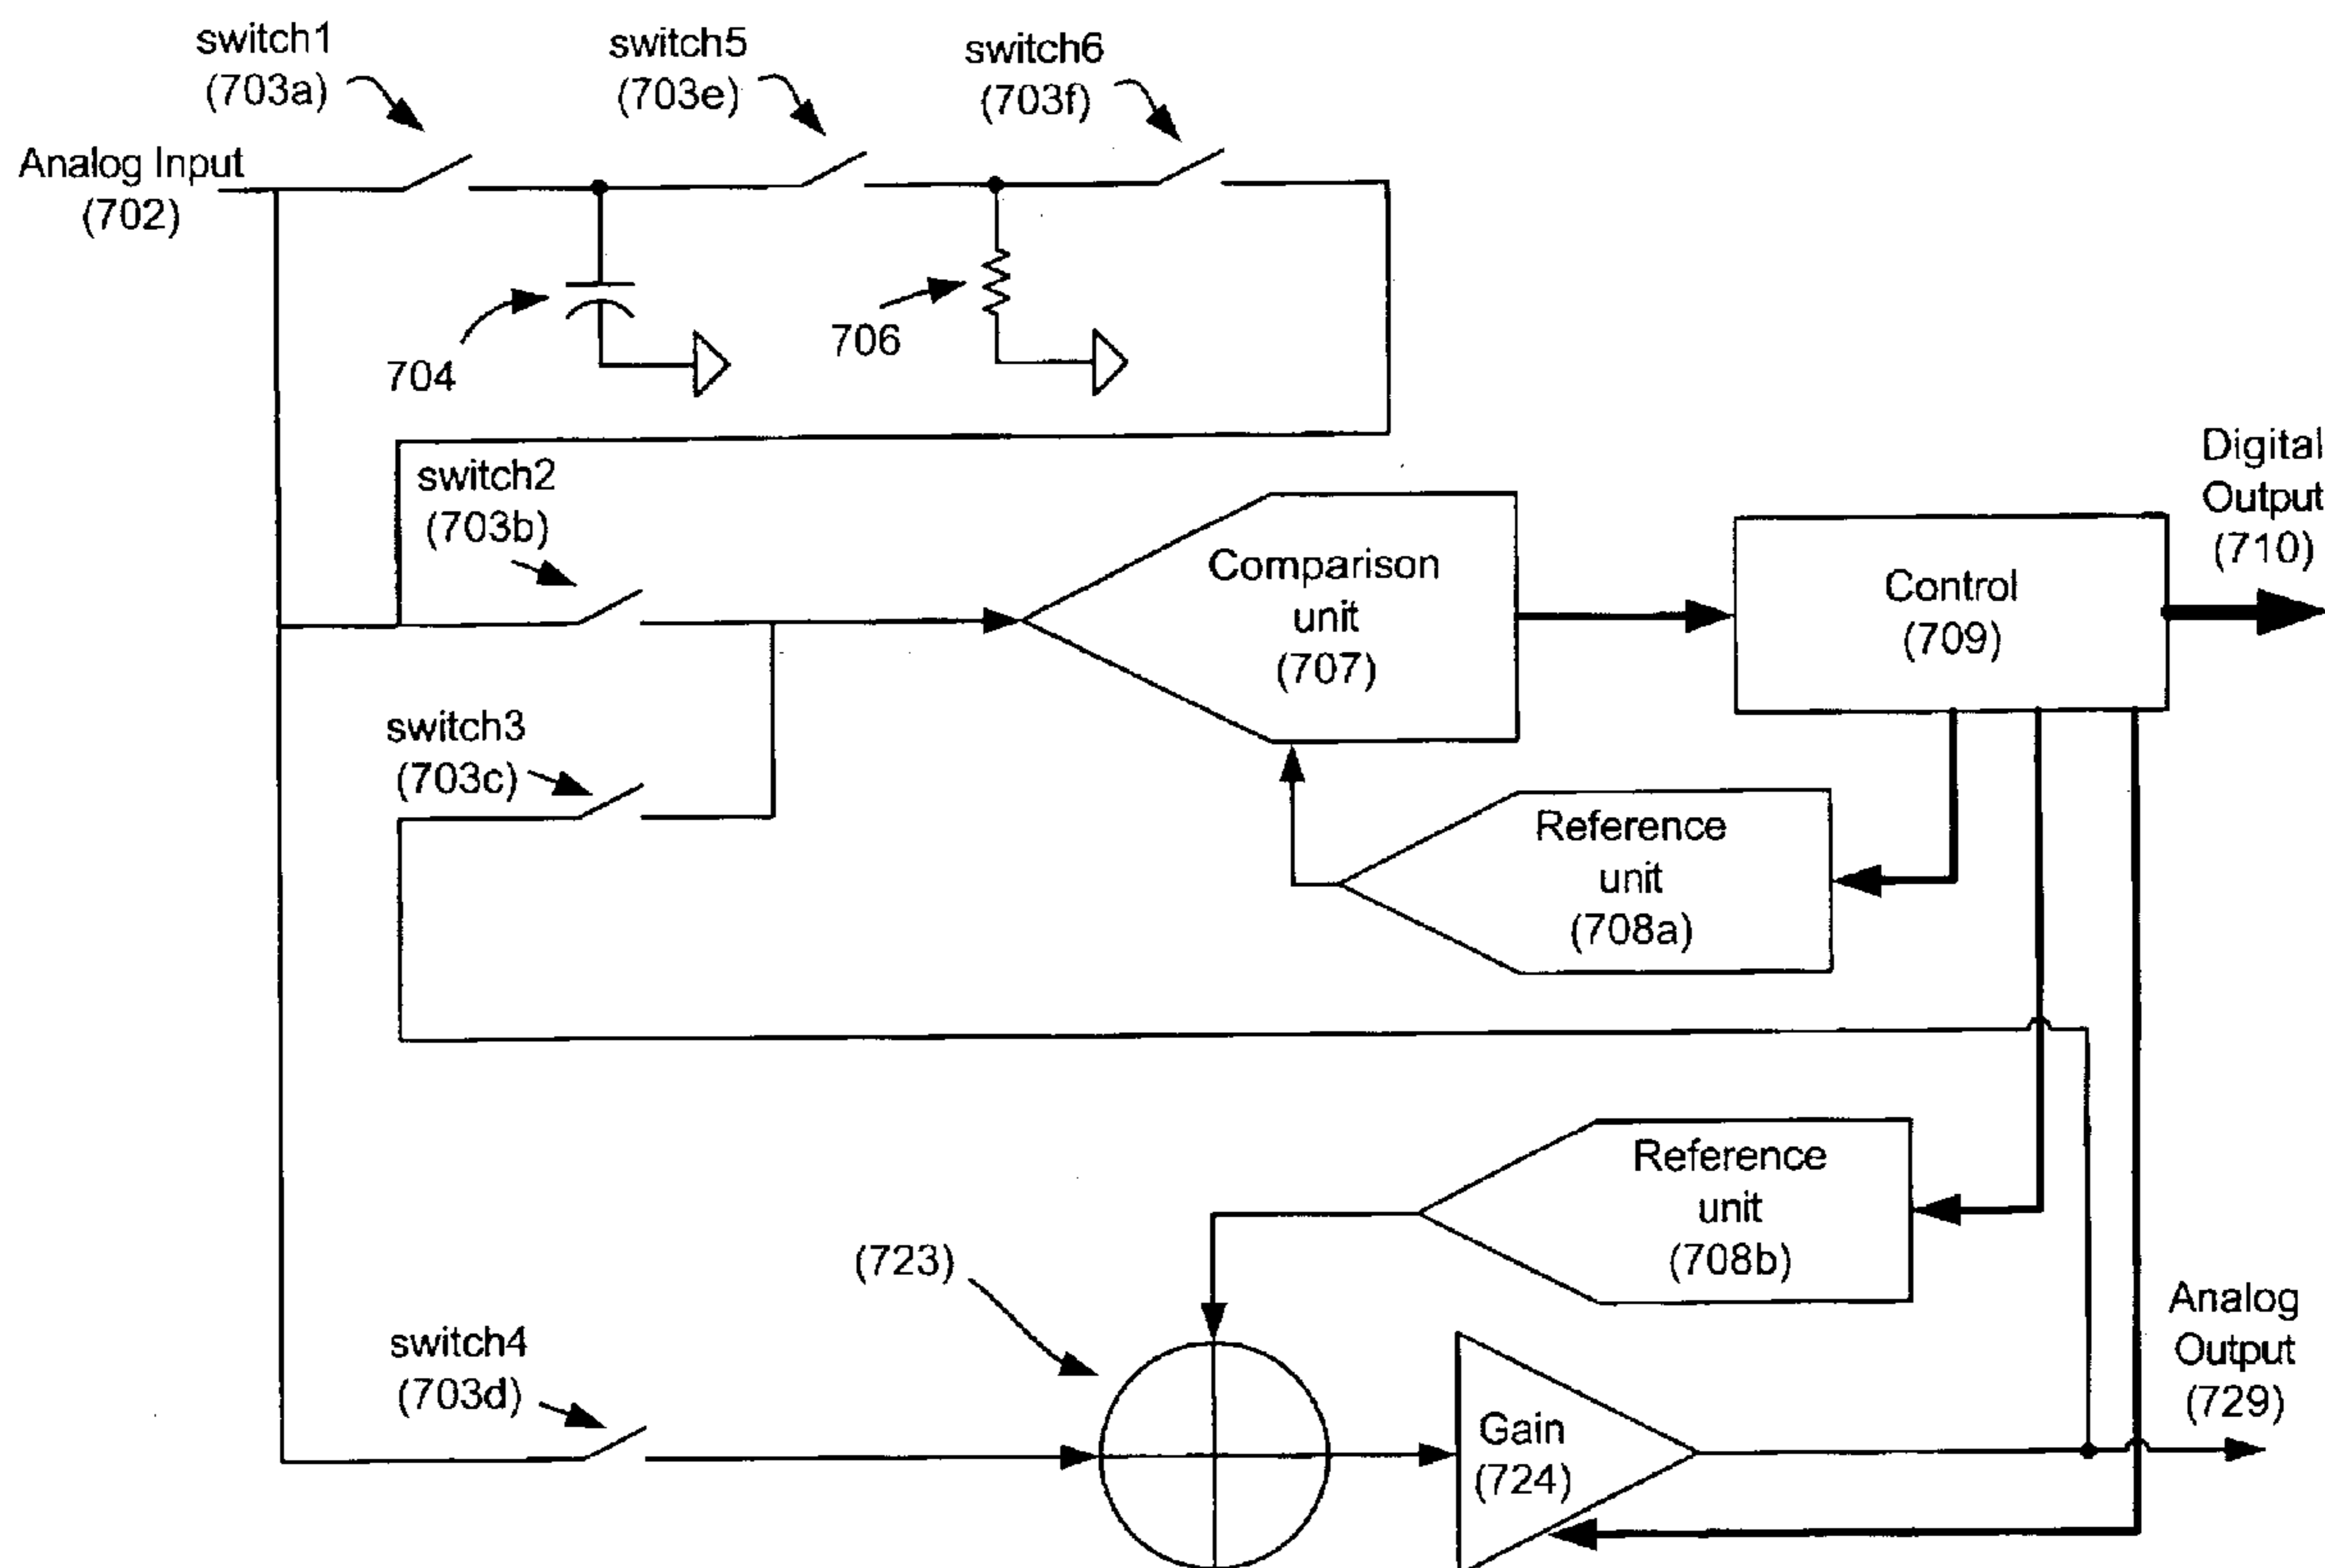 switch1
(703a)
switch5
(703e)
switch6
(703f)
Analog Input
(702)
704
706
switch2
(703b)
Comparison
unit
(707)
Control
(709)
Digital
Output
(710)
switch3
(703c)
Reference
unit
(708a)
Reference
unit
(708b)
(723)
switch4
(703d)
Gain
(724)
Analog
Output
(729)